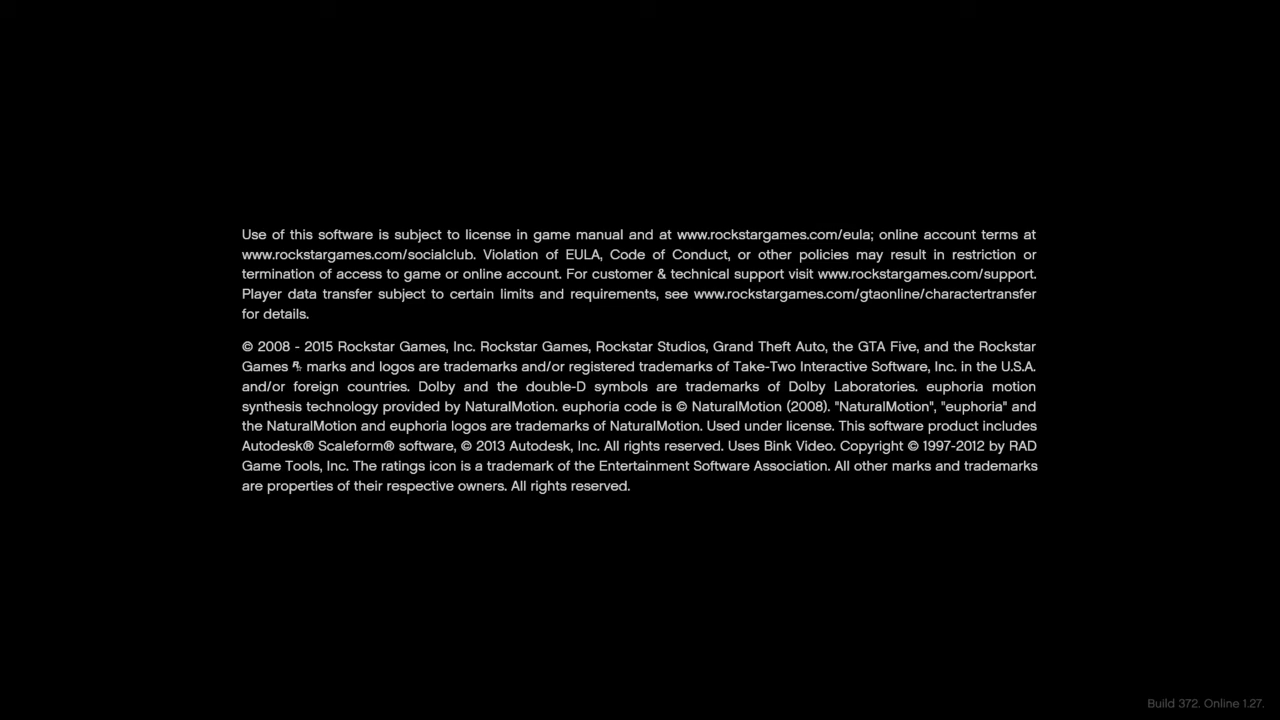 Use of this software is subject to license in game manual and at www.rockstargames.com/eula; online account terms at
www.rockstargames.com/socialclub. Violation of EULA, Code of Conduct, or other policies may result in restriction or
termination of access to game or online account. For customer & technical support visit www.rockstargames.com/support.
Player data transfer subject to certain limits and requirements, see www.rockstargames.com/gtaonline/charactertransfer
for details.
© 2008 - 2015 Rockstar Games, Inc. Rockstar Games, Rockstar Studios, Grand Theft Auto, the GTA Five, and the Rockstar
Games R* marks and logos are trademarks and/or registered trademarks of Take-Two Interactive Software, Inc. in the U.S.A.
and/or foreign countries. Dolby and the double-D symbols are trademarks of Dolby Laboratories. euphoria motion
synthesis technology provided by NaturalMotion. euphoria code is © NaturalMotion (2008). "NaturalMotion", "euphoria" and
the NaturalMotion and euphoria logos are trademarks of NaturalMotion. Used under license. This software product includes
Autodesk® Scaleform® software, © 2013 Autodesk, Inc. All rights reserved. Uses Bink Video. Copyright © 1997-2012 by RAD
Game Tools, Inc. The ratings icon is a trademark of the Entertainment Software Association. All other marks and trademarks
are properties of their respective owners. All rights reserved.
Build 372. Online 1.27.